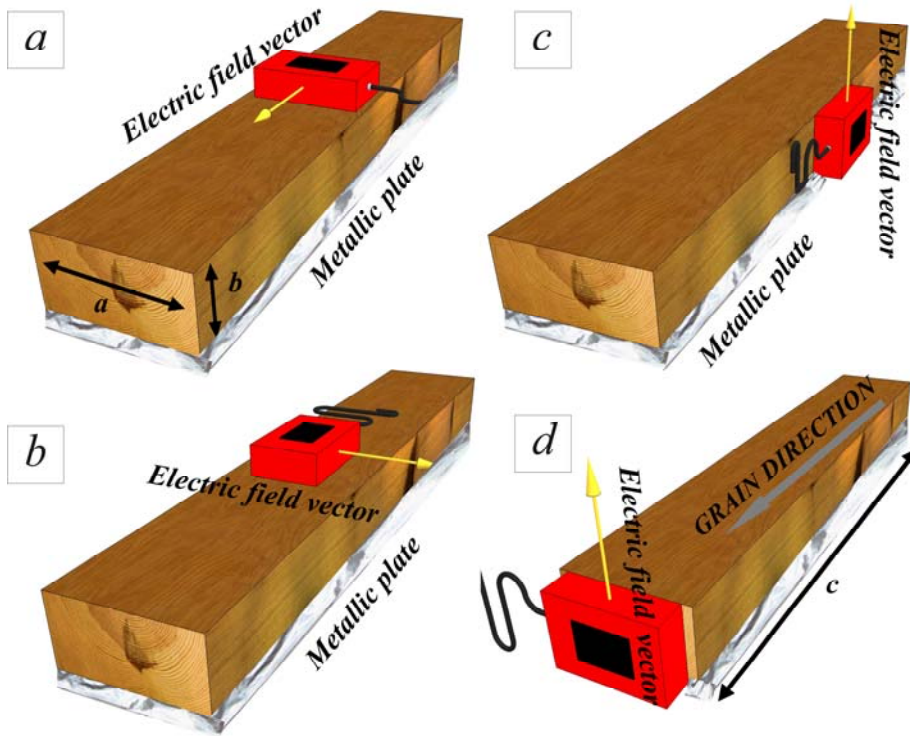 a
Electric field vector
a
b
Metallic plate
c
Electric field vector
Metallic plate
b
Electric field vector
Metallic plate
d
Electric field vector
GRAIN DIRECTION
c